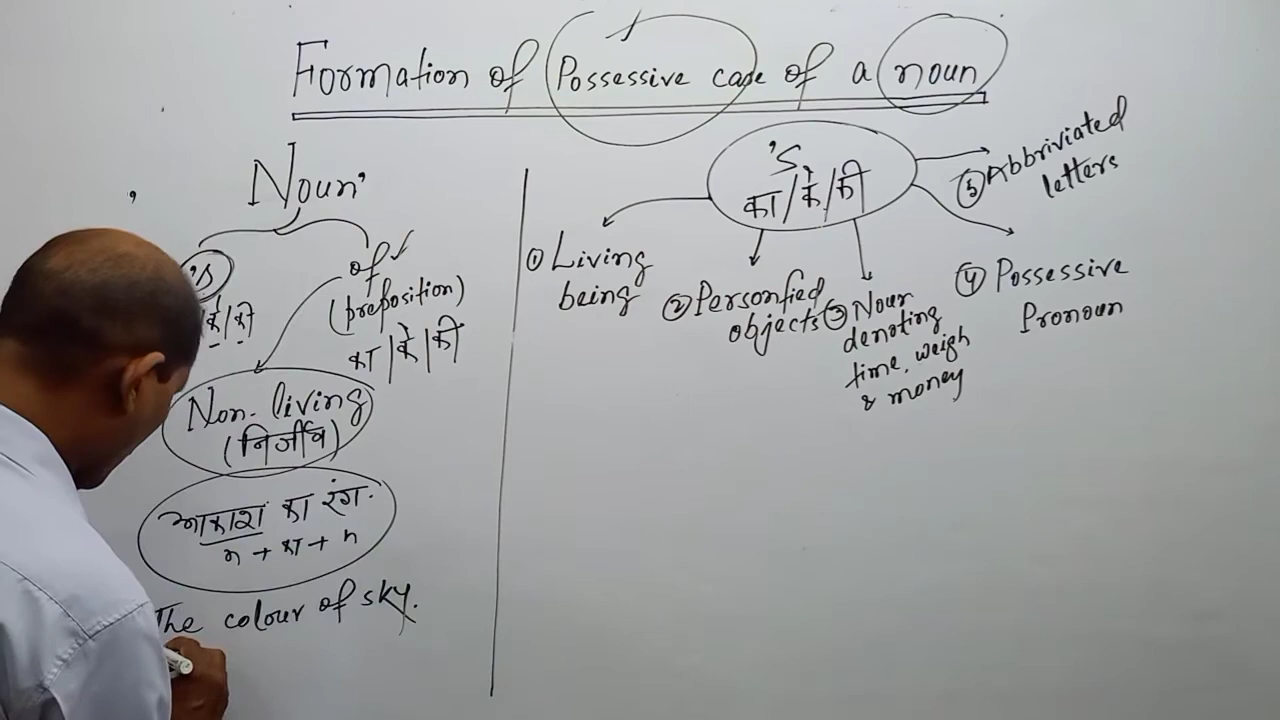 Formation of Possessive case of a noun
Noun'
's
के/की
of ✓
(preposition)
का/के/की
Non-living
(निर्जीव)
आकाश का रंग.
n + का + n
The colour of sky.
's
का/के/की
① Living
being
② Personfied
objects
③ Noun
denoting
time, weigh
& money
④ Possessive
Pronoun
⑤ Abbriviated
letters